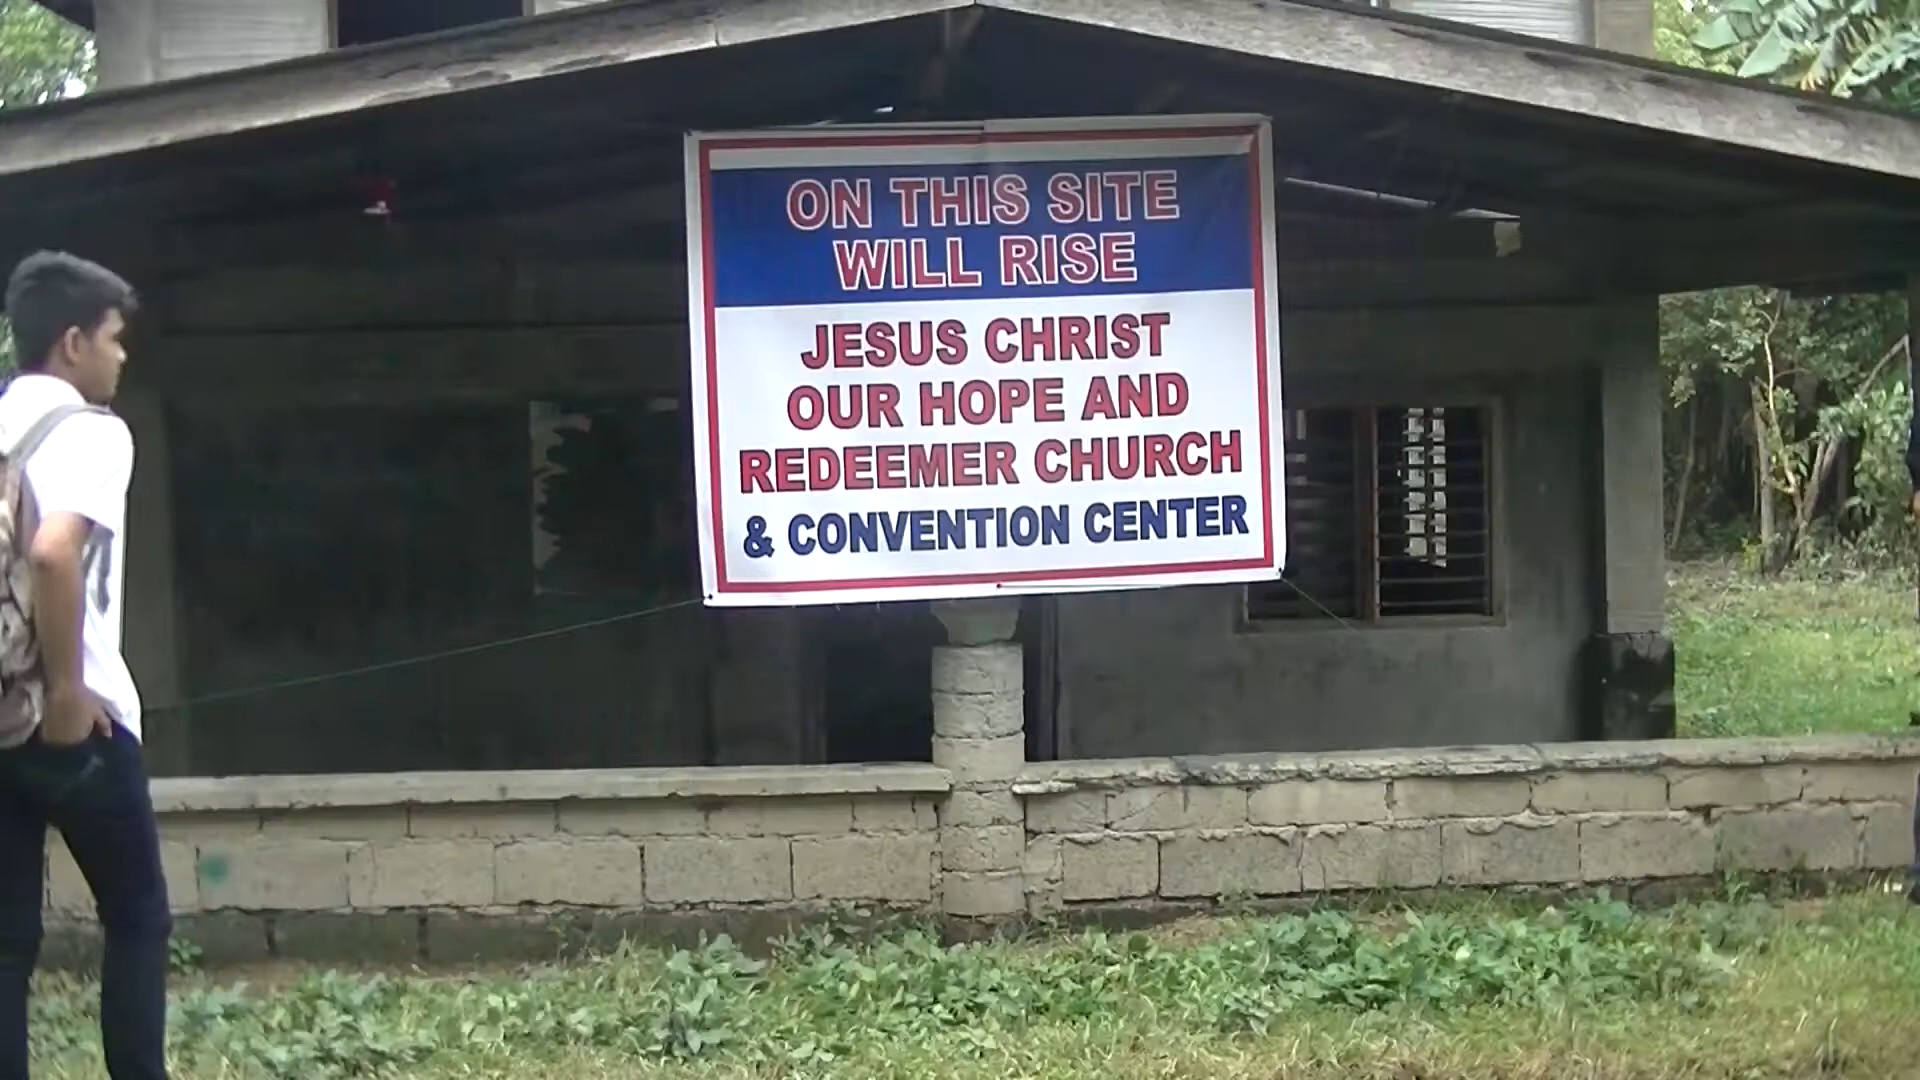 ON THIS SITE
WILL RISE
JESUS CHRIST
OUR HOPE AND
REDEEMER CHURCH
& CONVENTION CENTER